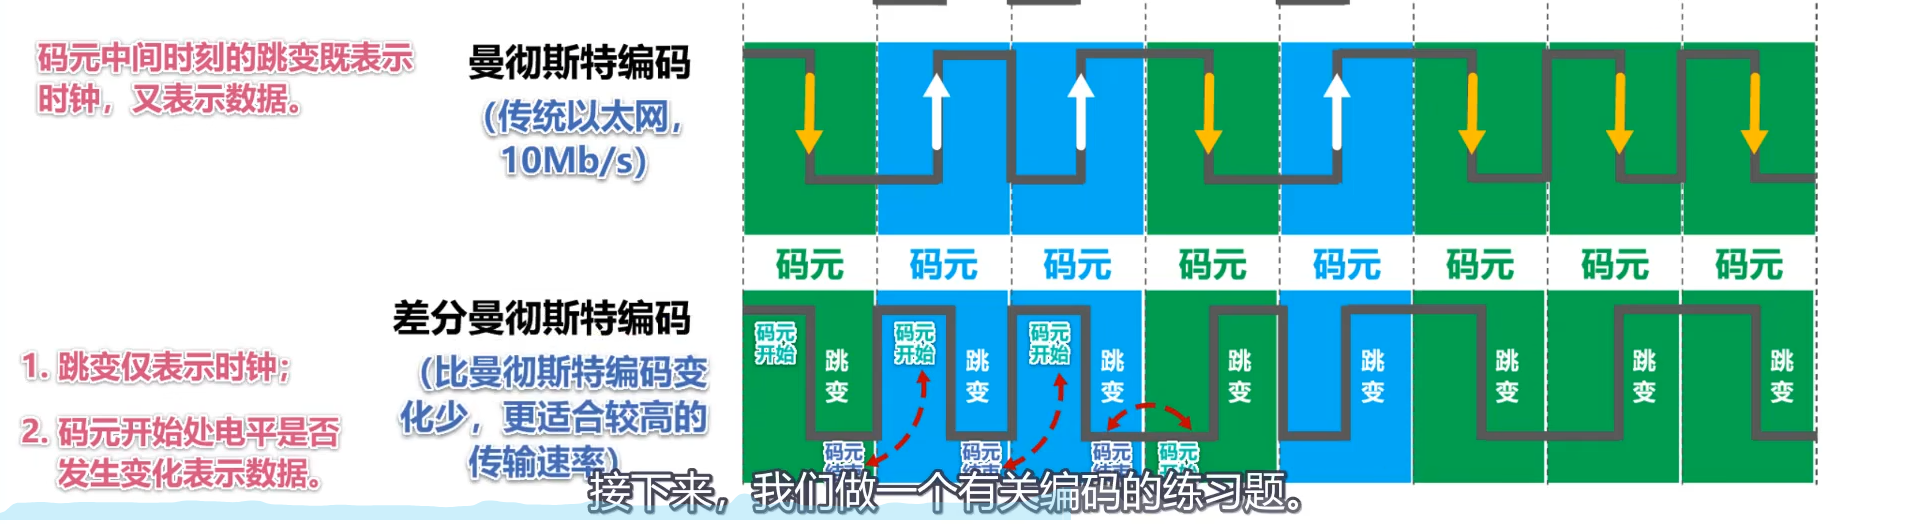 码元中间时刻的跳变既表示
时钟，又表示数据。
曼彻斯特编码
（传统以太网，
10Mb/s）
码元 码元 码元 码元 码元 码元 码元 码元
差分曼彻斯特编码
（比曼彻斯特编码变
化少，更适合较高的
传输速率）
1. 跳变仅表示时钟；
2. 码元开始处电平是否
发生变化表示数据。
码元
开始
跳
变
码元
结束
码元
开始
跳
变
码元
结束
码元
开始
跳
变
码元
结束
码元
开始
跳
变
跳
变
跳
变
跳
变
跳
变
接下来，我们做一个有关编码的练习题。